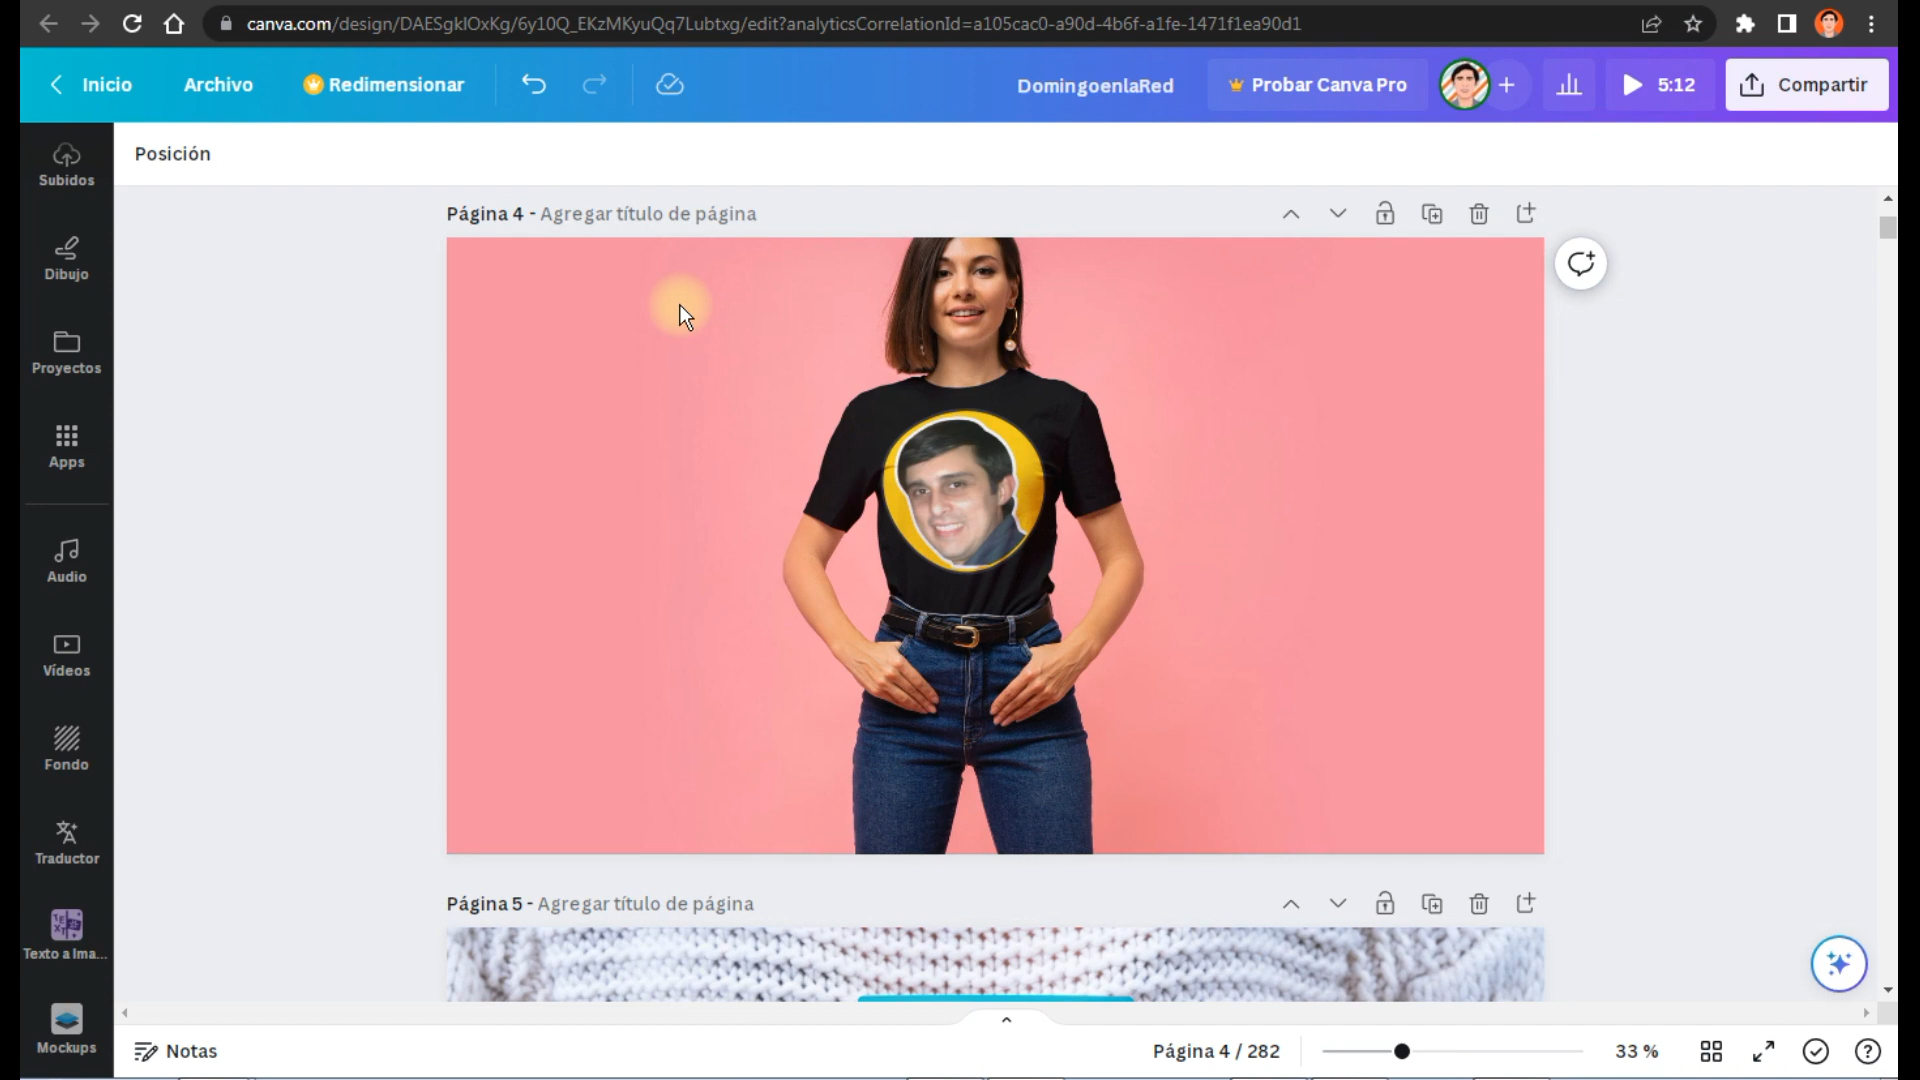 canva.com/design/DAESgklOxKg/6y10Q_EKzMKyuQq7Lubtxg/edit?analyticsCorrelationId=a105cac0-a90d-4b6f-a1fe-1471f1ea90d1
Inicio
Archivo
Redimensionar
DomingoenlaRed
Probar Canva Pro
5:12
Compartir
Posición
Subidos
Dibujo
Proyectos
Apps
Audio
Vídeos
Fondo
Traductor
Texto a Ima...
Mockups
Página 4 - Agregar título de página
Página 5 - Agregar título de página
Notas
Página 4 / 282
33 %